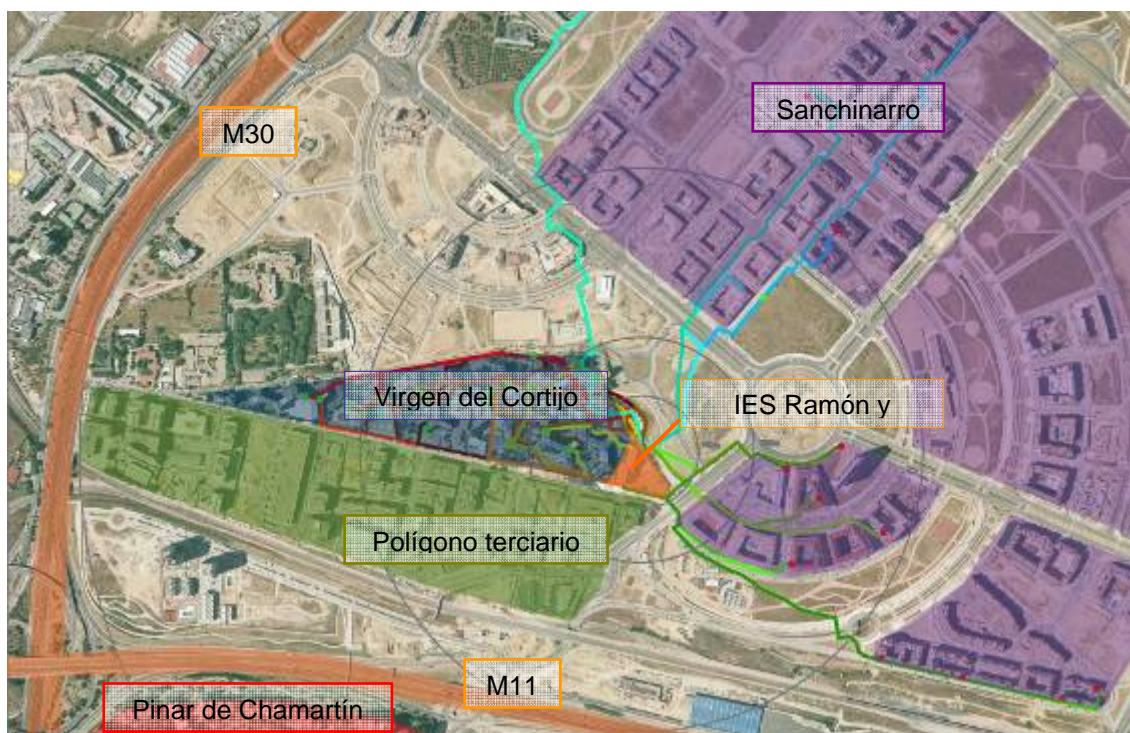 Sanchinarro
M30
Virgen del Cortijo
IES Ramón y
Polígono terciario
M11
Pinar de Chamartín